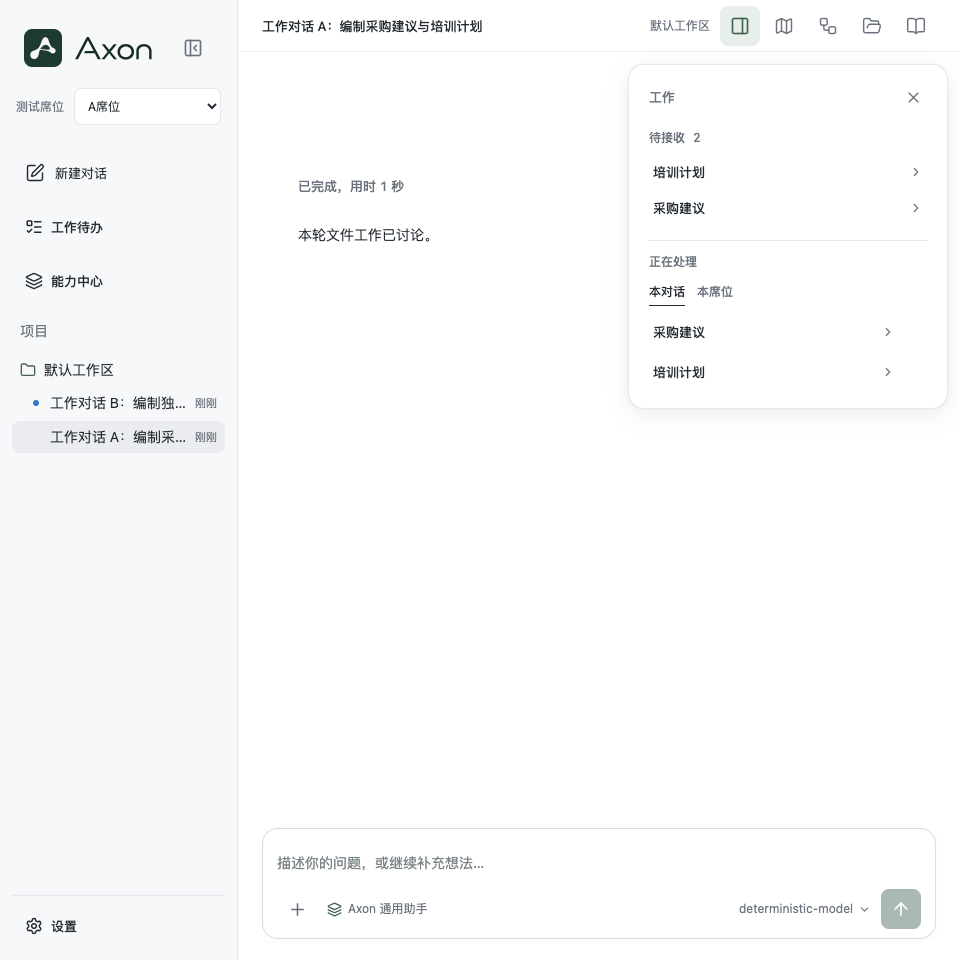 Axon
测试席位
A席位
新建对话
工作待办
能力中心
项目
默认工作区
工作对话 B：编制独... 刚刚
工作对话 A：编制采... 刚刚
设置
工作对话 A：编制采购建议与培训计划
默认工作区
已完成，用时 1 秒
本轮文件工作已讨论。
工作
待接收 2
培训计划
采购建议
正在处理
本对话 本席位
采购建议
培训计划
描述你的问题，或继续补充想法...
Axon 通用助手
deterministic-model